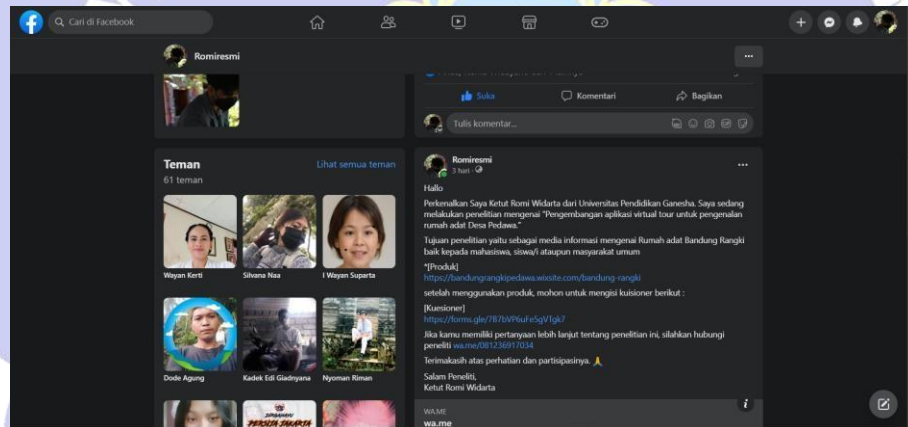 Cari di Facebook
Romiresmi
Suka
Komentari
Bagikan
Tulis komentar...
Teman
Lihat semua teman
61 teman
Wayan Kerti
Silvana Naa
I Wayan Suparta
Dode Agung
Kadek Edi Giadnyana
Nyoman Riman
PERSIJA JAKARTA
Romiresmi
3 hari
Hallo
Perkenalkan Saya Ketut Romi Widarta dari Universitas Pendidikan Ganesha. Saya sedang
melakukan penelitian mengenai "Pengembangan aplikasi virtual tour untuk pengenalan
rumah adat Desa Pedawa."
Tujuan penelitian yaitu sebagai media informasi mengenai Rumah adat Bandung Rangki
baik kepada mahasiswa, siswa/i ataupun masyarakat umum
*[Produk]
https://bandungrangkipedawa.wixsite.com/bandung-rangki
setelah menggunakan produk, mohon untuk mengisi kuisioner berikut :
[Kuesioner]
https://forms.gle/7B7bVP6uFeSgVTgk7
Jika kamu memiliki pertanyaan lebih lanjut tentang penelitian ini, silahkan hubungi
peneliti wa.me/081236917034
Terimakasih atas perhatian dan partisipasinya.
Salam Peneliti,
Ketut Romi Widarta
WA.ME
wa.me